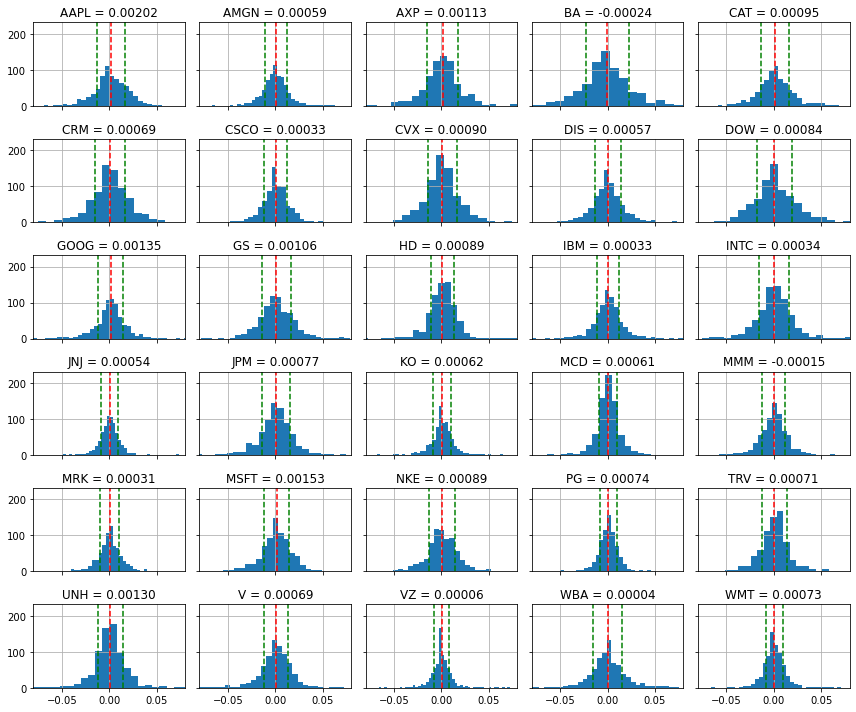 AAPL = 0.00202 AMGN = 0.00059 AXP = 0.00113 BA = -0.00024 CAT = 0.00095
200
100
0
CRM = 0.00069 CSCO = 0.00033 CVX = 0.00090 DIS = 0.00057 DOW = 0.00084
200
100
0
GOOG = 0.00135 GS = 0.00106 HD = 0.00089 IBM = 0.00033 INTC = 0.00034
200
100
0
JNJ = 0.00054 JPM = 0.00077 KO = 0.00062 MCD = 0.00061 MMM = -0.00015
200
100
0
MRK = 0.00031 MSFT = 0.00153 NKE = 0.00089 PG = 0.00074 TRV = 0.00071
200
100
0
UNH = 0.00130 V = 0.00069 VZ = 0.00006 WBA = 0.00004 WMT = 0.00073
200
100
0
−0.05 0.00 0.05 −0.05 0.00 0.05 −0.05 0.00 0.05 −0.05 0.00 0.05 −0.05 0.00 0.05